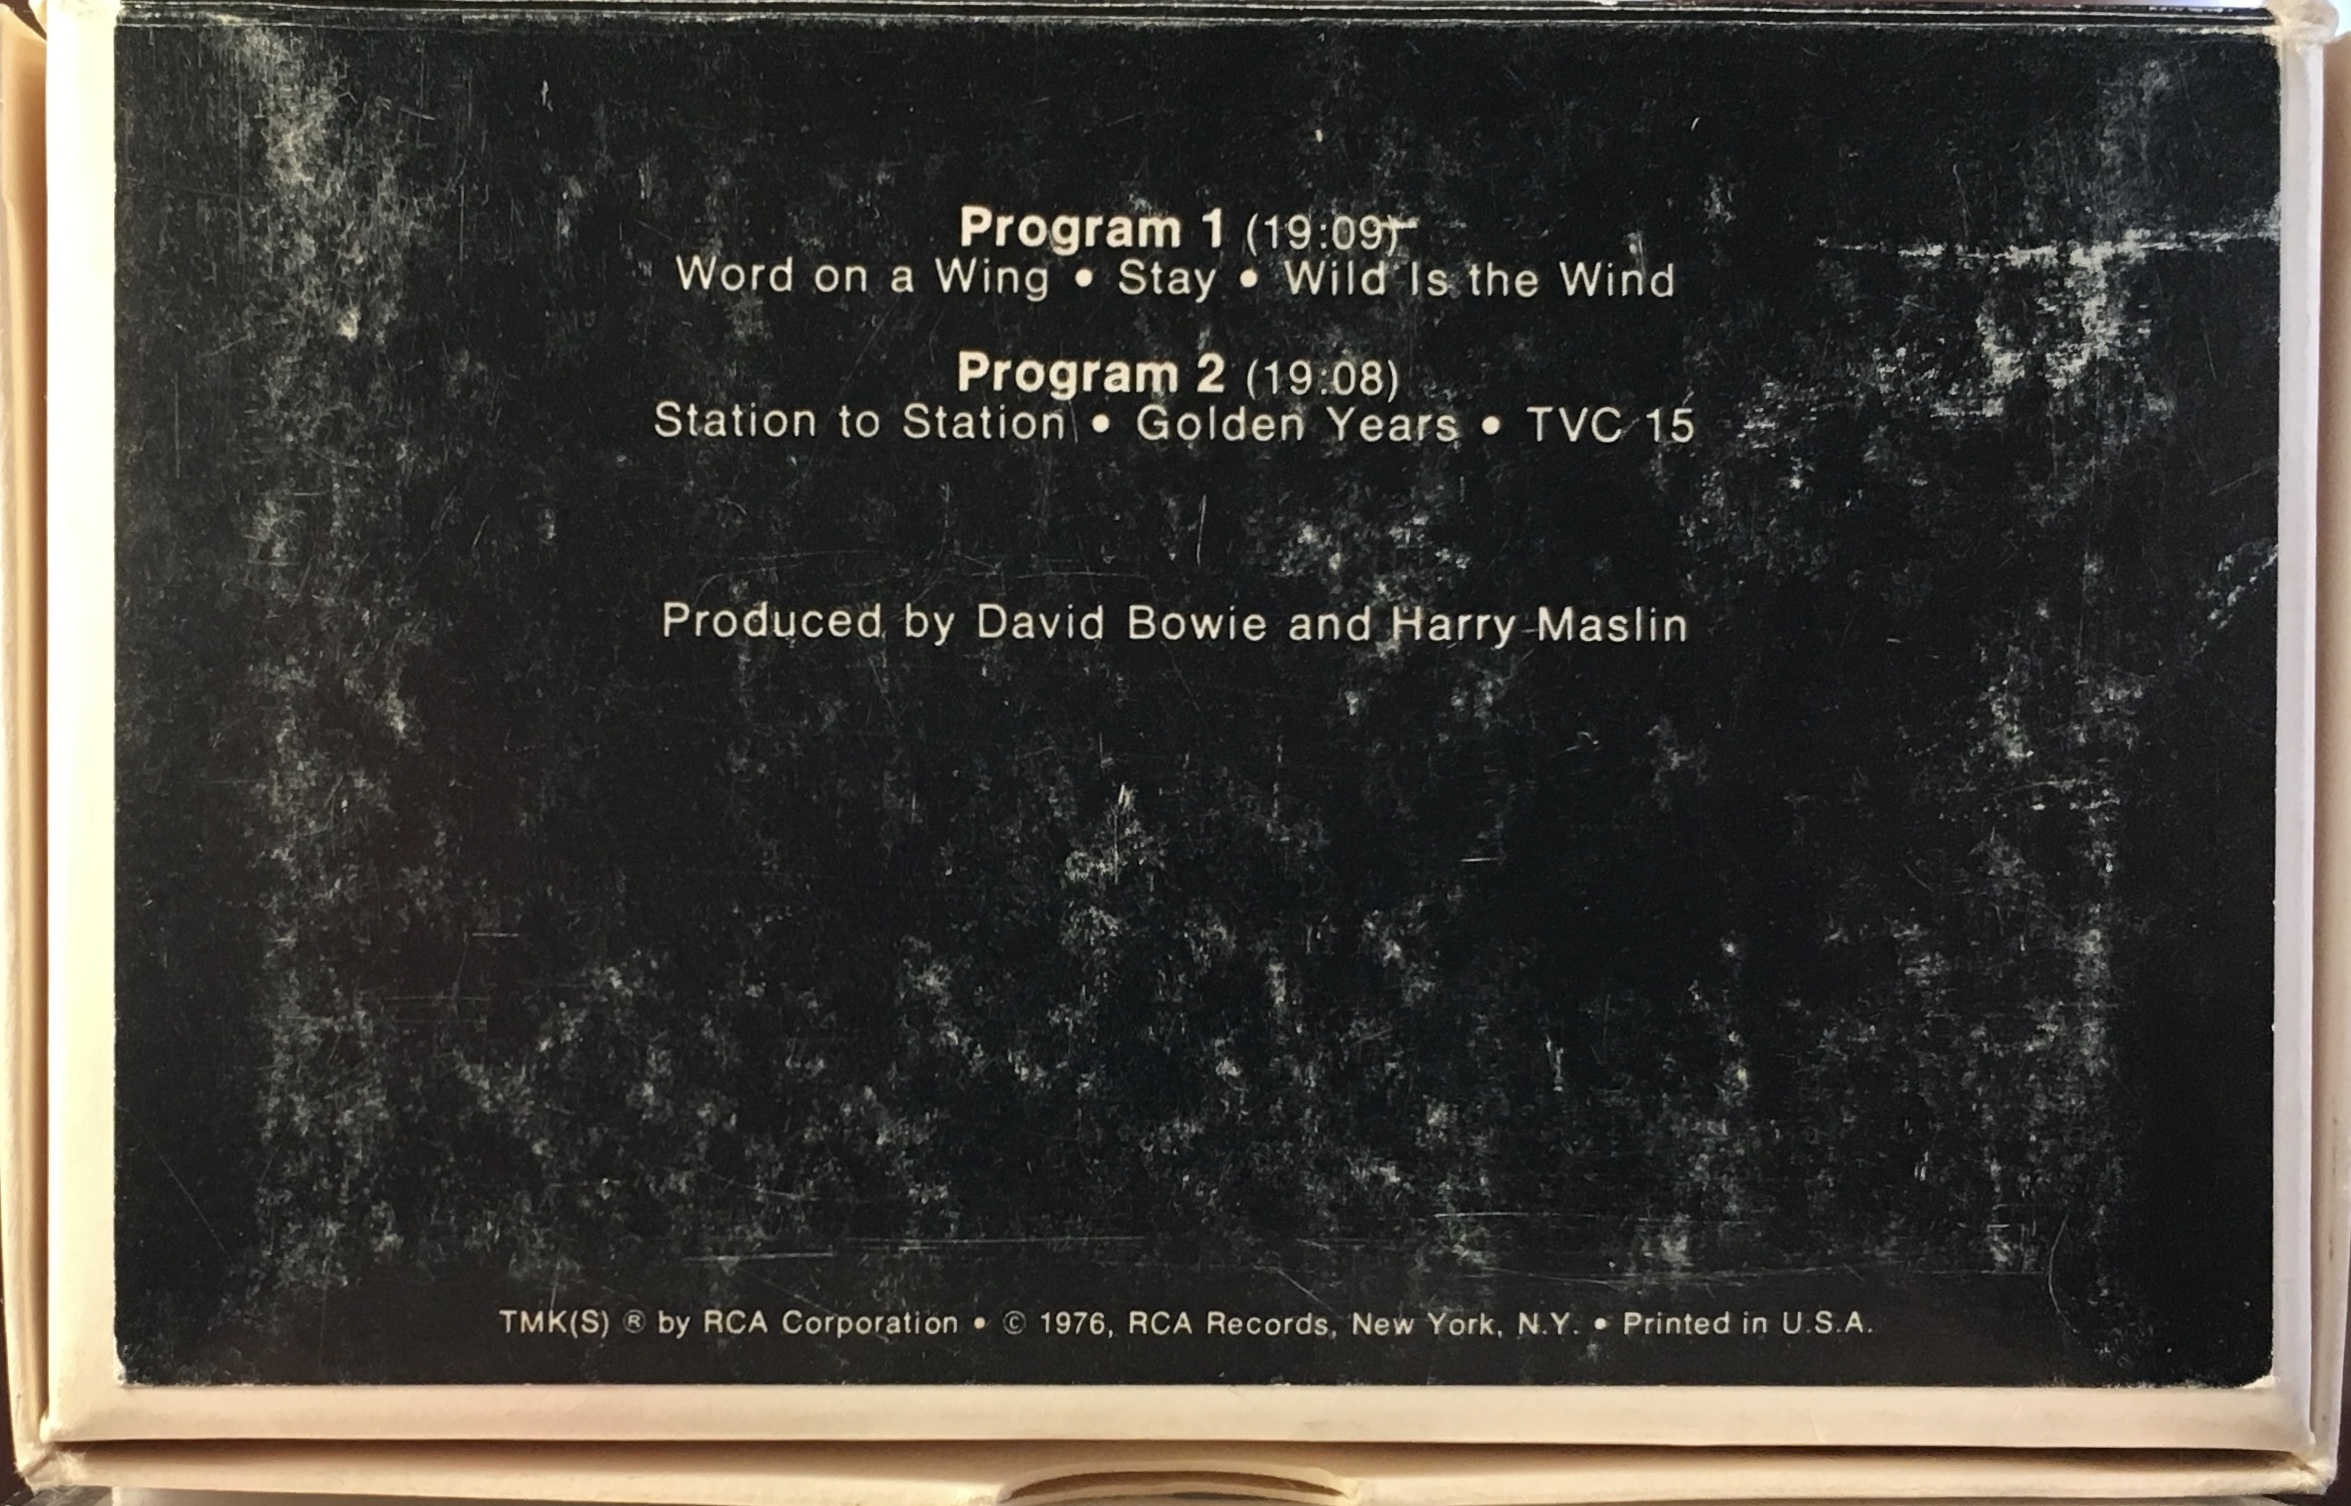 Program 1 (19:09)
Word on a Wing • Stay • Wild Is the Wind
Program 2 (19:08)
Station to Station • Golden Years • TVC 15
Produced by David Bowie and Harry Maslin
TMK(S) ® by RCA Corporation • © 1976, RCA Records, New York, N.Y. • Printed in U.S.A.